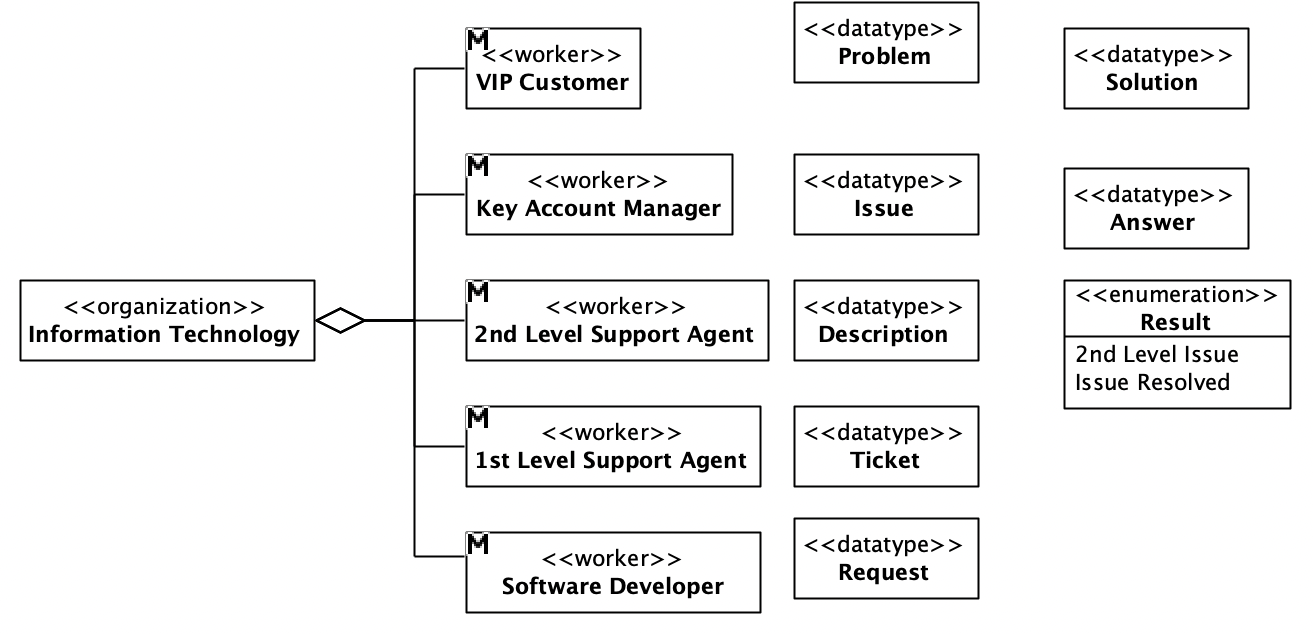 M
<<worker>>
VIP Customer
<<datatype>>
Problem
<<datatype>>
Solution
M
<<worker>>
Key Account Manager
<<datatype>>
Issue
<<datatype>>
Answer
<<organization>>
Information Technology
M
<<worker>>
2nd Level Support Agent
<<datatype>>
Description
<<enumeration>>
Result
2nd Level Issue
Issue Resolved
M
<<worker>>
1st Level Support Agent
<<datatype>>
Ticket
M
<<worker>>
Software Developer
<<datatype>>
Request